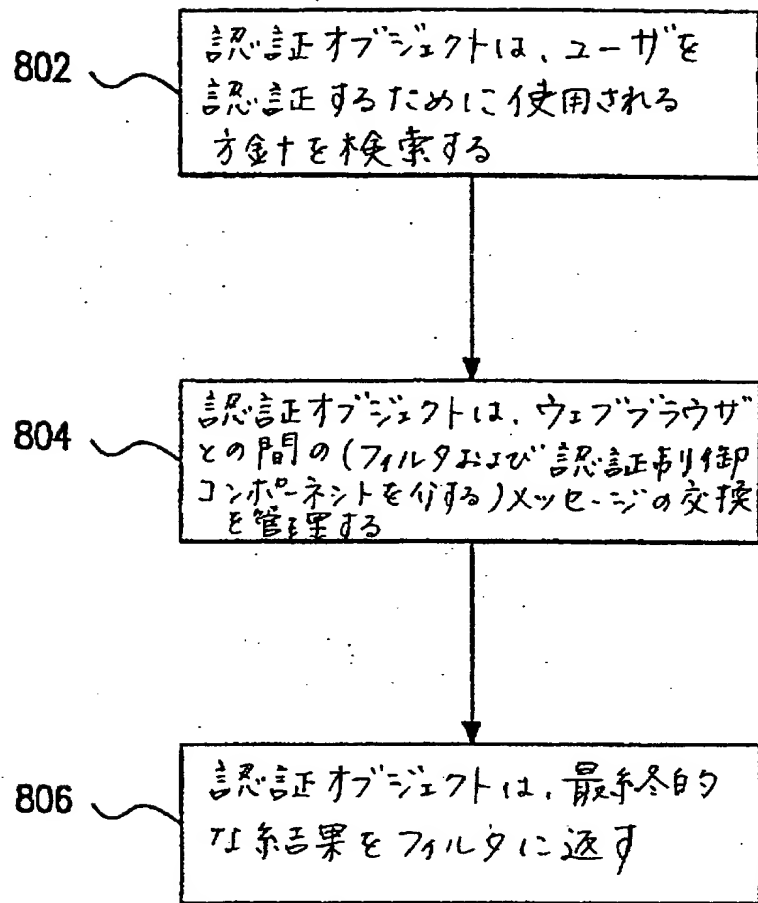 802
認証オブジェクトは、ユーザを
認証するために使用される
方針を検索する
804
認証オブジェクトは、ウェブブラウザ
との間の(フィルタおよび認証制御
コンポーネントを介する)メッセージの交換
を管理する
806
認証オブジェクトは、最終的
な結果をフィルタに返す